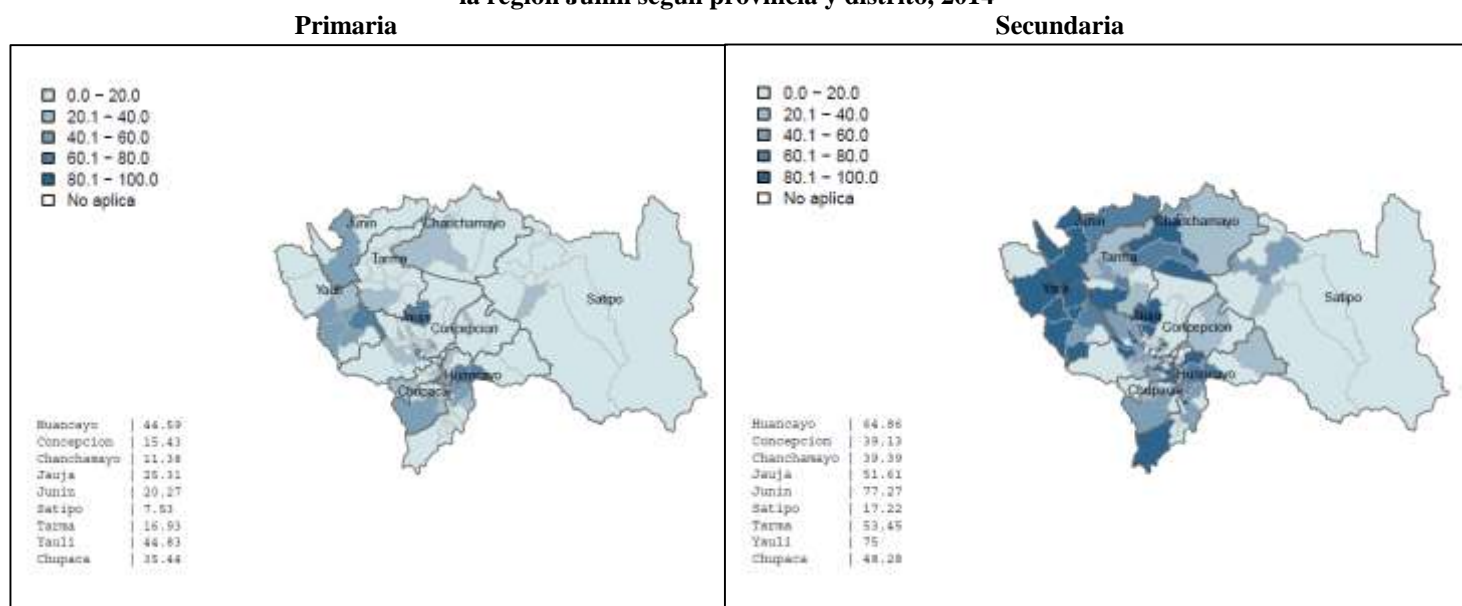 la región Junín según provincia y distrito, 2014
Primaria
Secundaria
0.0 – 20.0
20.1 – 40.0
40.1 – 60.0
60.1 – 80.0
80.1 – 100.0
No aplica
Junin
Chanchamayo
Tarma
Yauli
Satipo
Jauja
Concepcion
Huancayo
Chupaca
Huancayo | 44.59
Concepcion | 15.43
Chanchamayo | 11.38
Jauja | 25.31
Junin | 20.27
Satipo | 7.53
Tarma | 16.93
Yauli | 44.83
Chupaca | 35.44
0.0 – 20.0
20.1 – 40.0
40.1 – 60.0
60.1 – 80.0
80.1 – 100.0
No aplica
Junin
Chanchamayo
Tarma
Yauli
Satipo
Jauja
Concepcion
Huancayo
Chupaca
Huancayo | 64.86
Concepcion | 39.13
Chanchamayo | 39.39
Jauja | 51.61
Junin | 77.27
Satipo | 17.22
Tarma | 53.45
Yauli | 75
Chupaca | 48.28